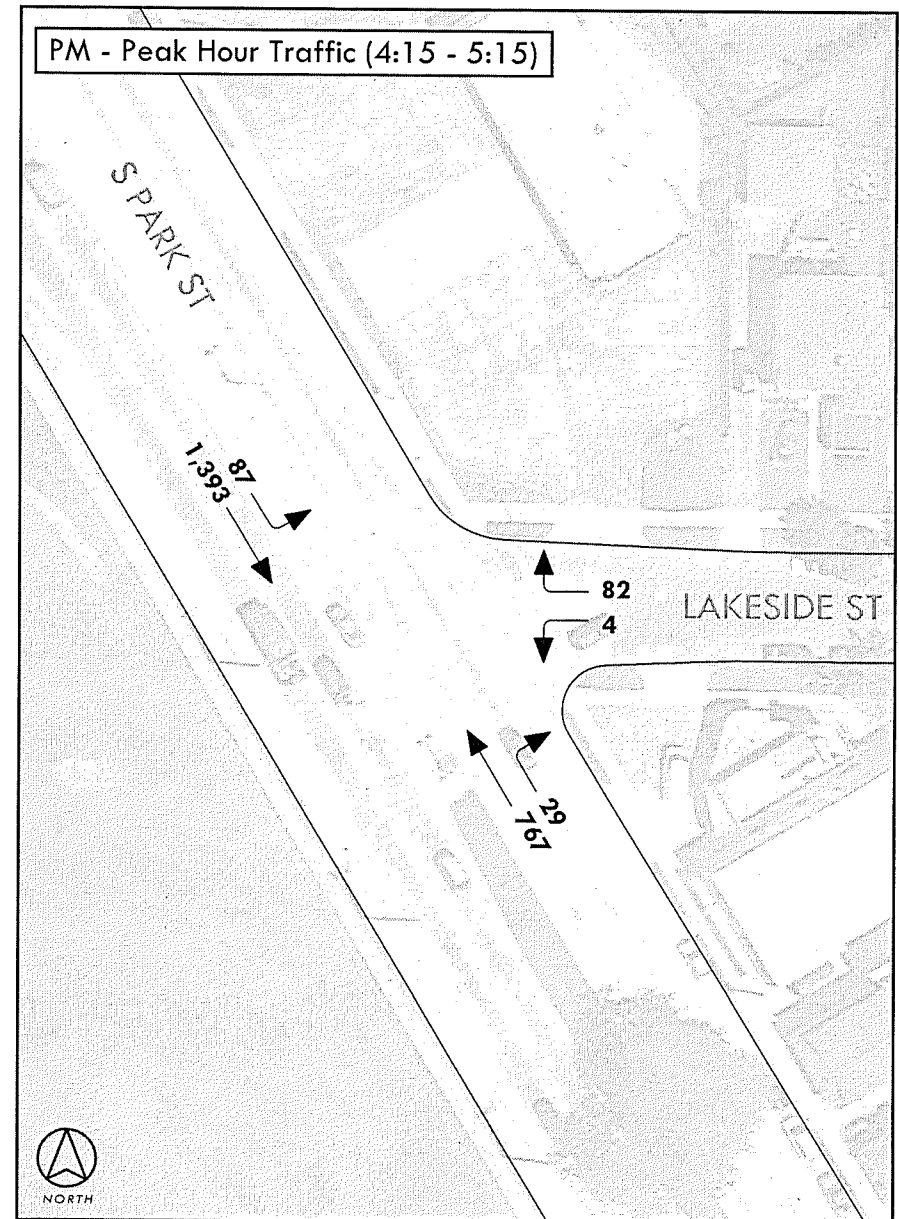 PM - Peak Hour Traffic (4:15 - 5:15)
S PARK ST
87
1,393
82
LAKESIDE ST
4
29
767
NORTH